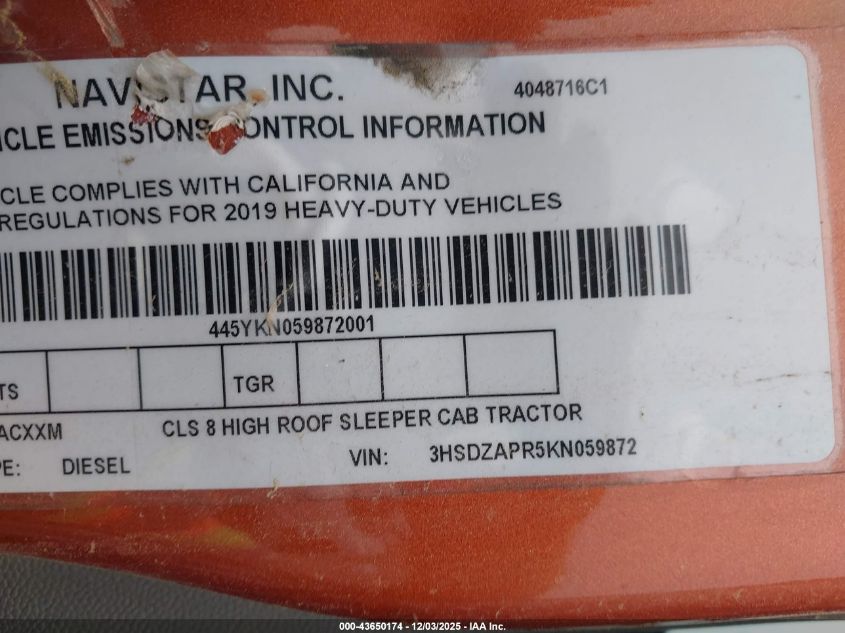 NAVISTAR, INC.
4048716C1
ICLE EMISSIONS CONTROL INFORMATION
CLE COMPLIES WITH CALIFORNIA AND
REGULATIONS FOR 2019 HEAVY-DUTY VEHICLES
445YKN059872001
TS TGR
ACXXM CLS 8 HIGH ROOF SLEEPER CAB TRACTOR
PE: DIESEL VIN: 3HSDZAPR5KN059872
000-43650174 - 12/03/2025 - IAA Inc.